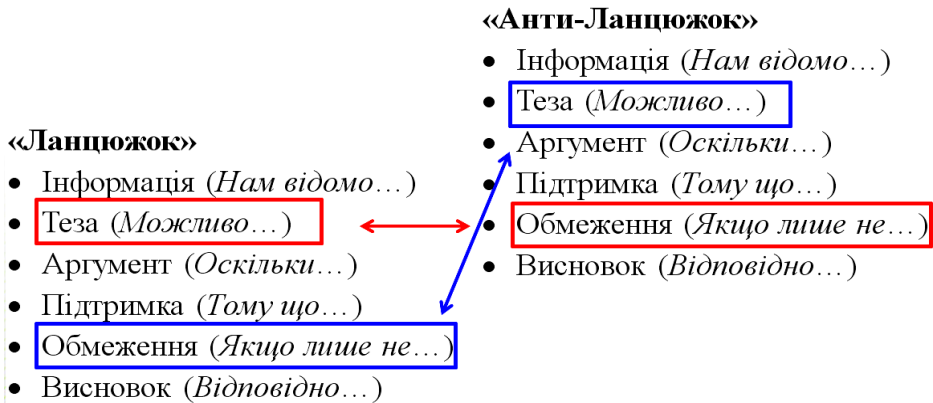 «Анти-Ланцюжок»
• Інформація (Нам відомо…)
• Теза (Можливо…)
• Аргумент (Оскільки…)
• Підтримка (Тому що…)
• Обмеження (Якщо лише не…)
• Висновок (Відповідно…)
«Ланцюжок»
• Інформація (Нам відомо…)
• Теза (Можливо…)
• Аргумент (Оскільки…)
• Підтримка (Тому що…)
• Обмеження (Якщо лише не…)
• Висновок (Відповідно…)